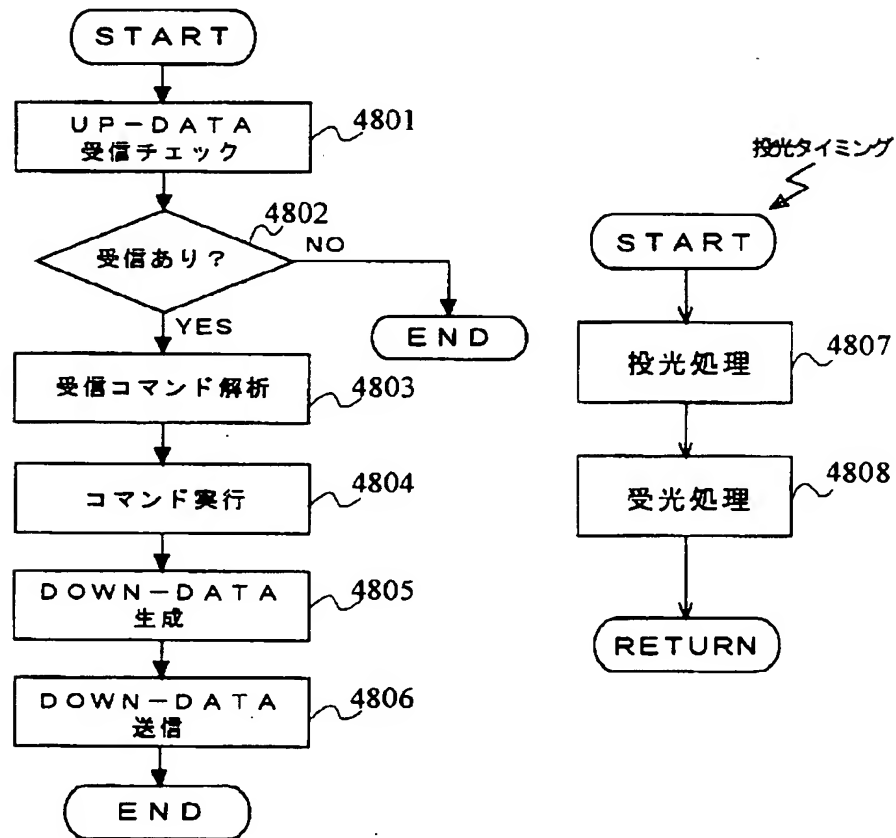 START
UP-DATA
受信チェック
4801
受信あり？
4802
NO
END
YES
受信コマンド解析
4803
コマンド実行
4804
DOWN-DATA
生成
4805
DOWN-DATA
送信
4806
END
投光タイミング
START
投光処理
4807
受光処理
4808
RETURN